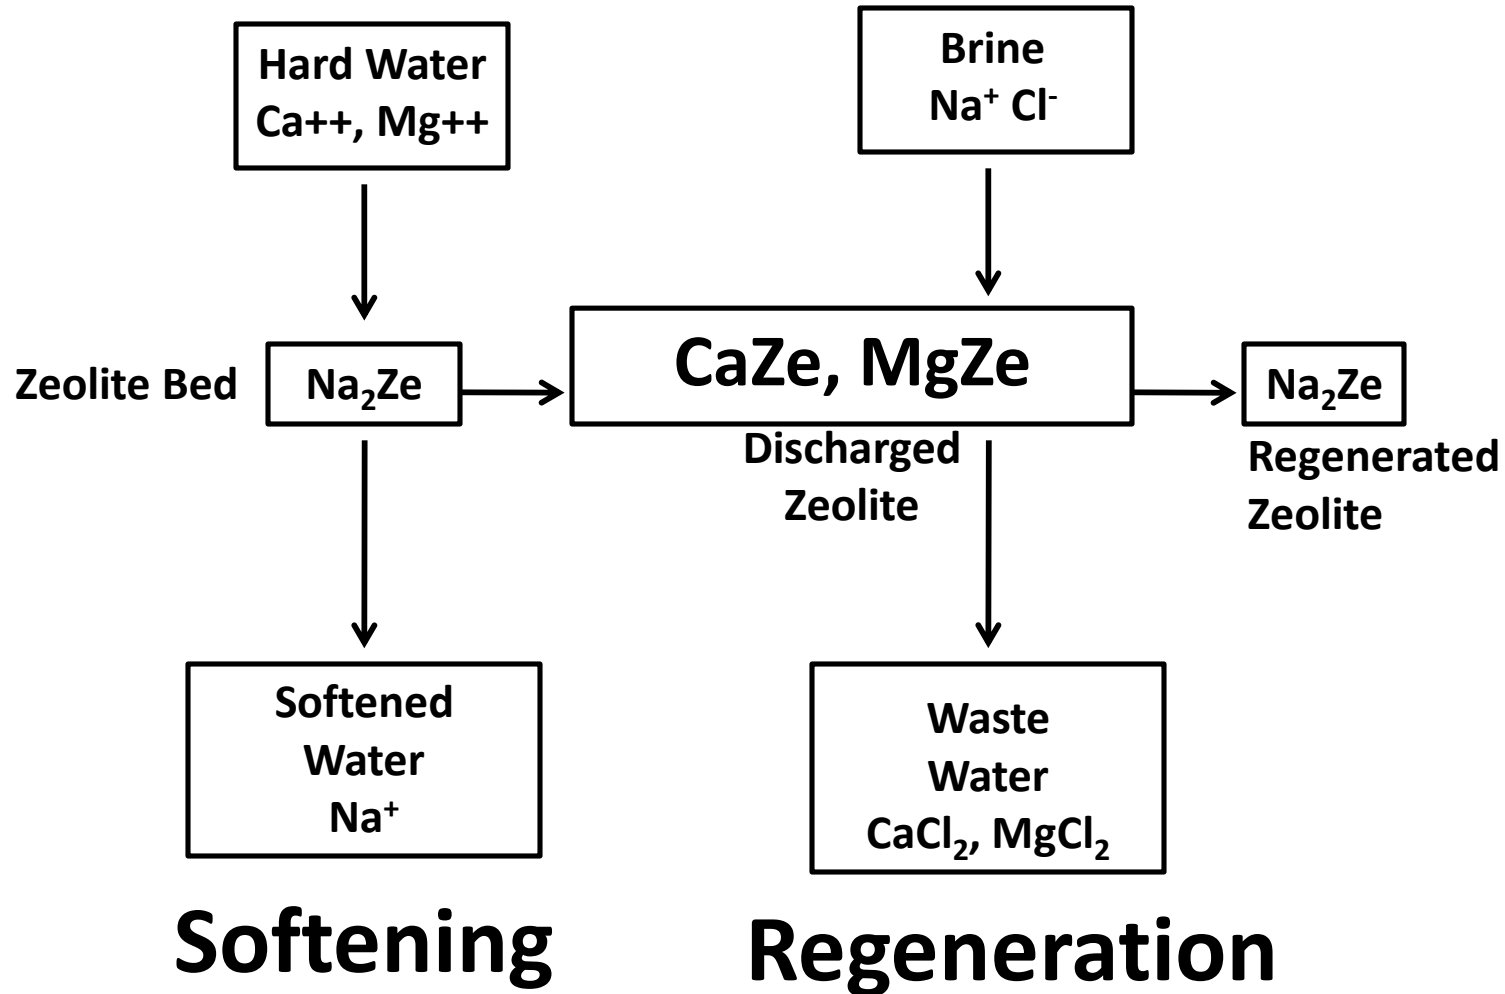 Hard Water
Ca++, Mg++
Brine
Na⁺ Cl⁻
Zeolite Bed
Na₂Ze
CaZe, MgZe
Na₂Ze
Discharged
Zeolite
Regenerated
Zeolite
Softened
Water
Na⁺
Waste
Water
CaCl₂, MgCl₂
Softening
Regeneration